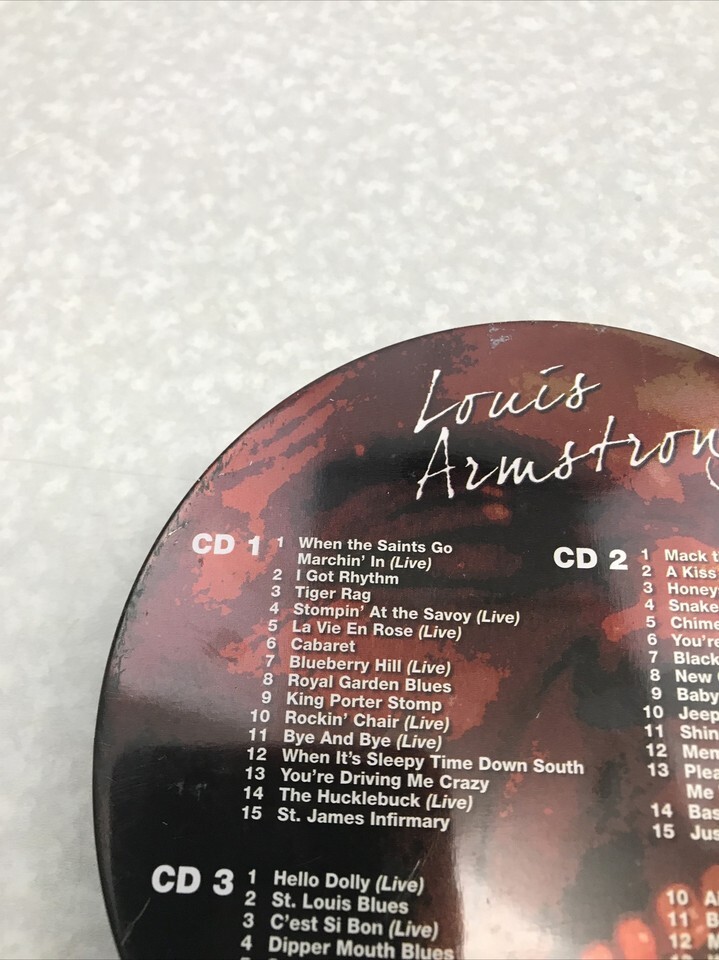 Louis
CD 1
1 When the Saints Go
Marchin' In (Live)
2 I Got Rhythm
3 Tiger Rag
4 Stompin' At the Savoy (Live)
5 La Vie En Rose (Live)
6 Cabaret
7 Blueberry Hill (Live)
8 Royal Garden Blues
9 King Porter Stomp
10 Rockin' Chair (Live)
11 Bye And Bye (Live)
12 When It's Sleepy Time Down South
13 You're Driving Me Crazy
14 The Hucklebuck (Live)
15 St. James Infirmary
CD 2
1 Mack
2 A Kiss
3
4 Snake
5 Chime
6 You're
7 Black
8 New
9 Baby
10 Jeep
11 Shin
12 Mem
13 Plea
Me
14 Bas
15 Jus
CD 3
1 Hello Dolly (Live)
2 St. Louis Blues
3 C'est Si Bon (Live)
4 Dipper Mouth Blues
10
11
12